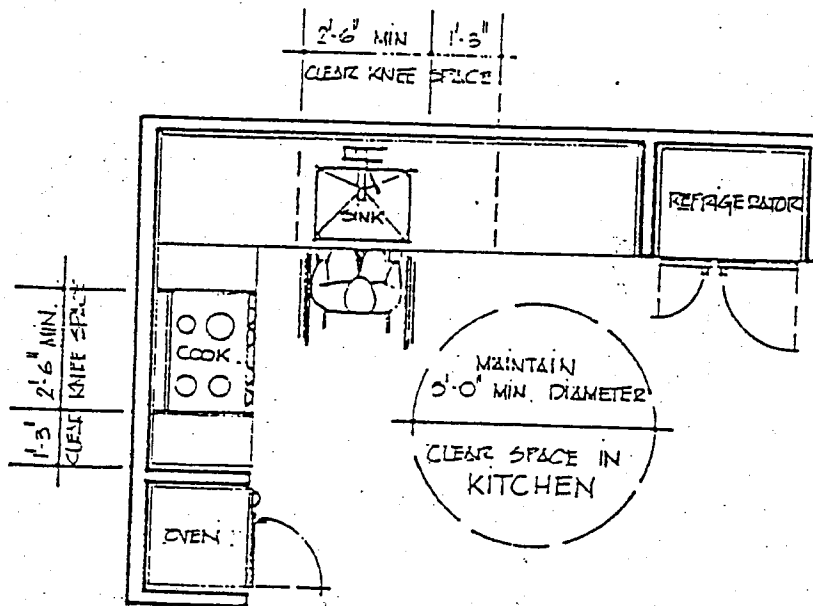 2'-6" MIN 1'-3"
CLEAR KNEE SPACE
SINK
REFRIGERATOR
1'-3" 2'-6" MIN.
CLEAR KNEE SPACE
COOK
MAINTAIN
5'-0" MIN. DIAMETER
CLEAR SPACE IN
KITCHEN
OVEN